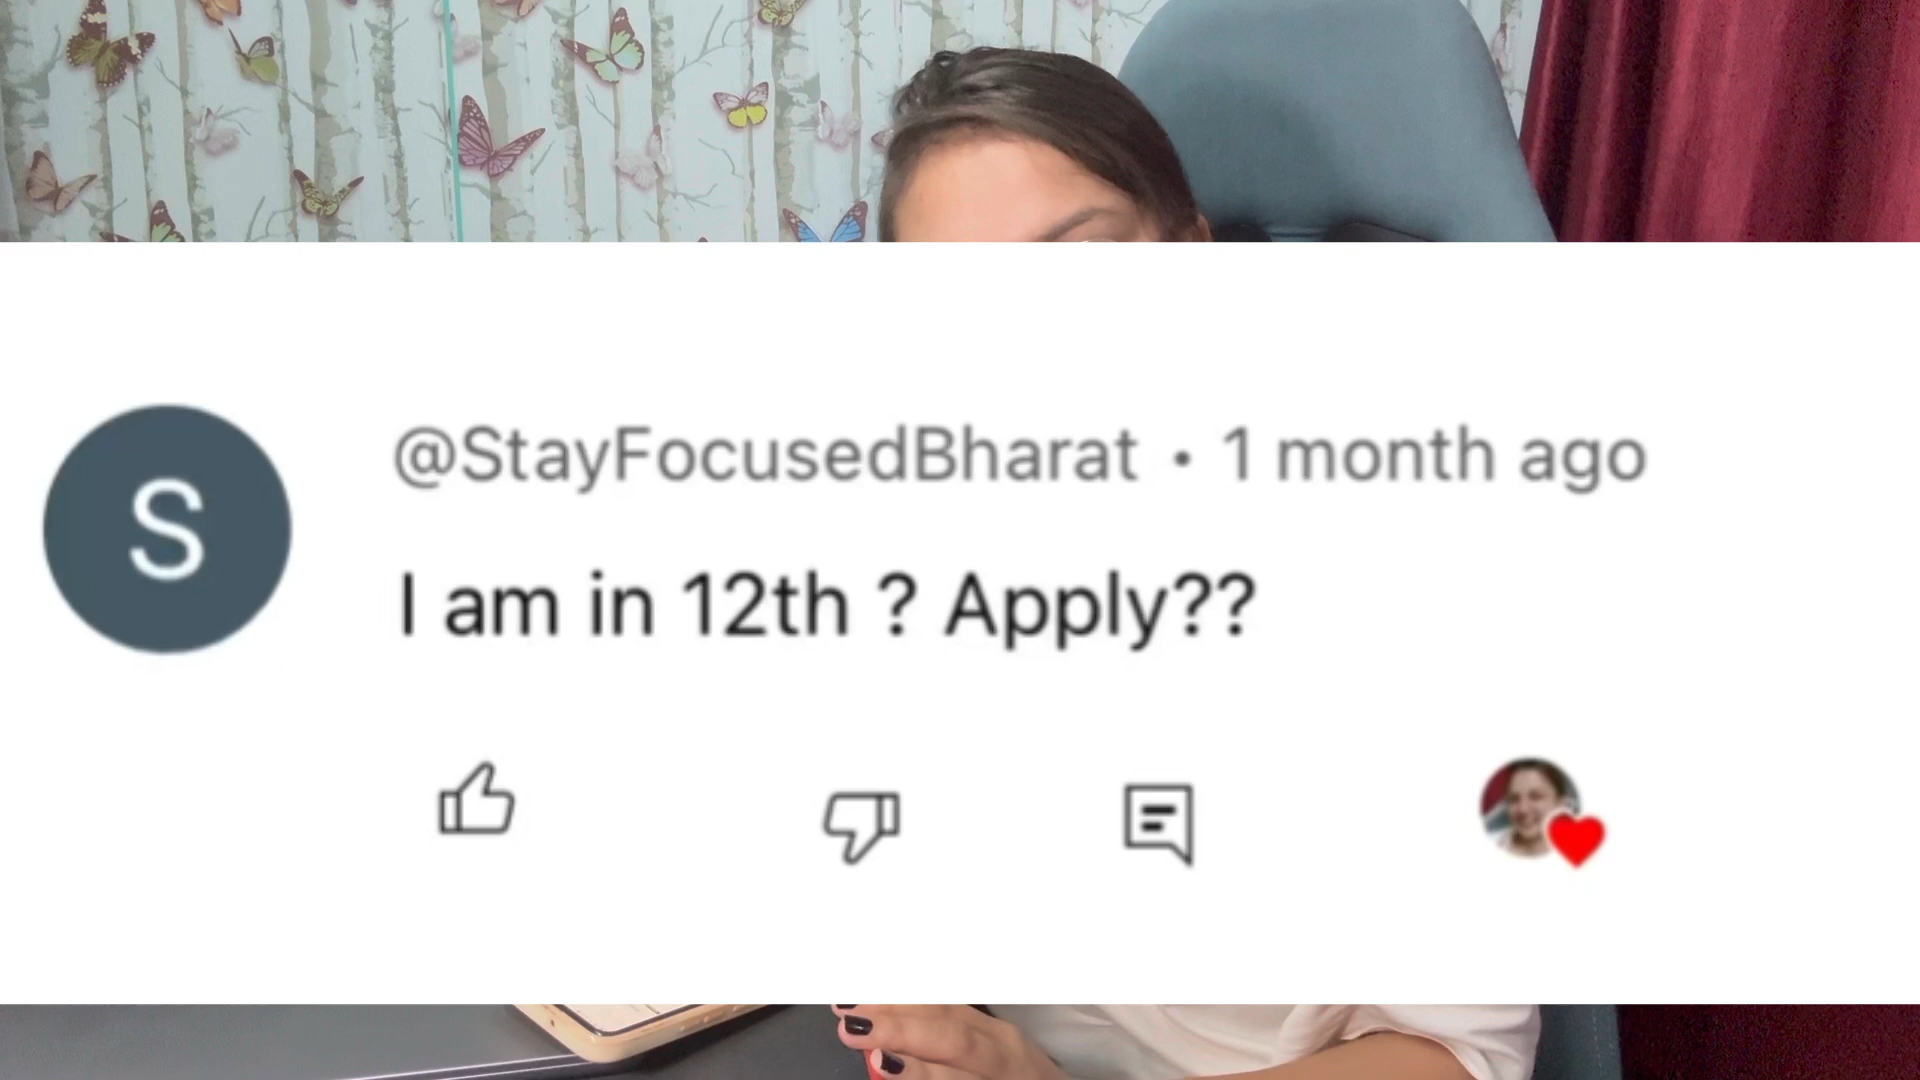 S
@StayFocusedBharat • 1 month ago
I am in 12th ? Apply??